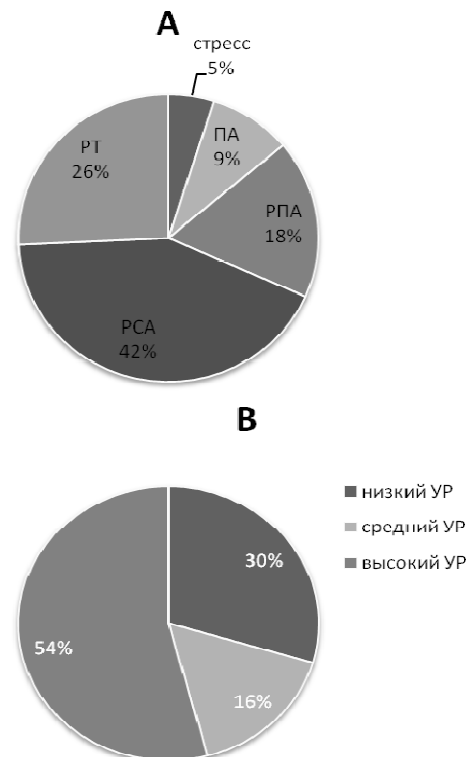 A
стресс
5%
ПА
9%
РТ
26%
РПА
18%
РСА
42%
B
низкий УР
средний УР
высокий УР
30%
54%
16%